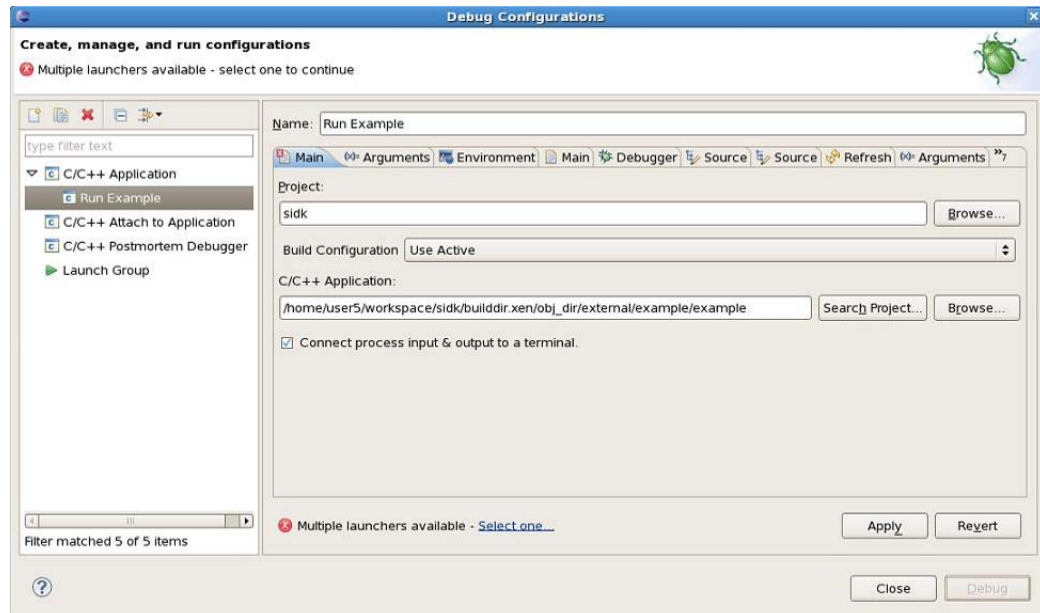 Debug Configurations
Create, manage, and run configurations
Multiple launchers available - select one to continue
type filter text
C/C++ Application
Run Example
C/C++ Attach to Application
C/C++ Postmortem Debugger
Launch Group
Filter matched 5 of 5 items
Name: Run Example
Main Arguments Environment Main Debugger Source Source Refresh Arguments »7
Project:
sidk Browse...
Build Configuration Use Active
C/C++ Application:
/home/user5/workspace/sidk/builddir.xen/obj_dir/external/example/example Search Project... Browse...
Connect process input & output to a terminal.
Multiple launchers available - Select one... Apply Revert
Close Debug